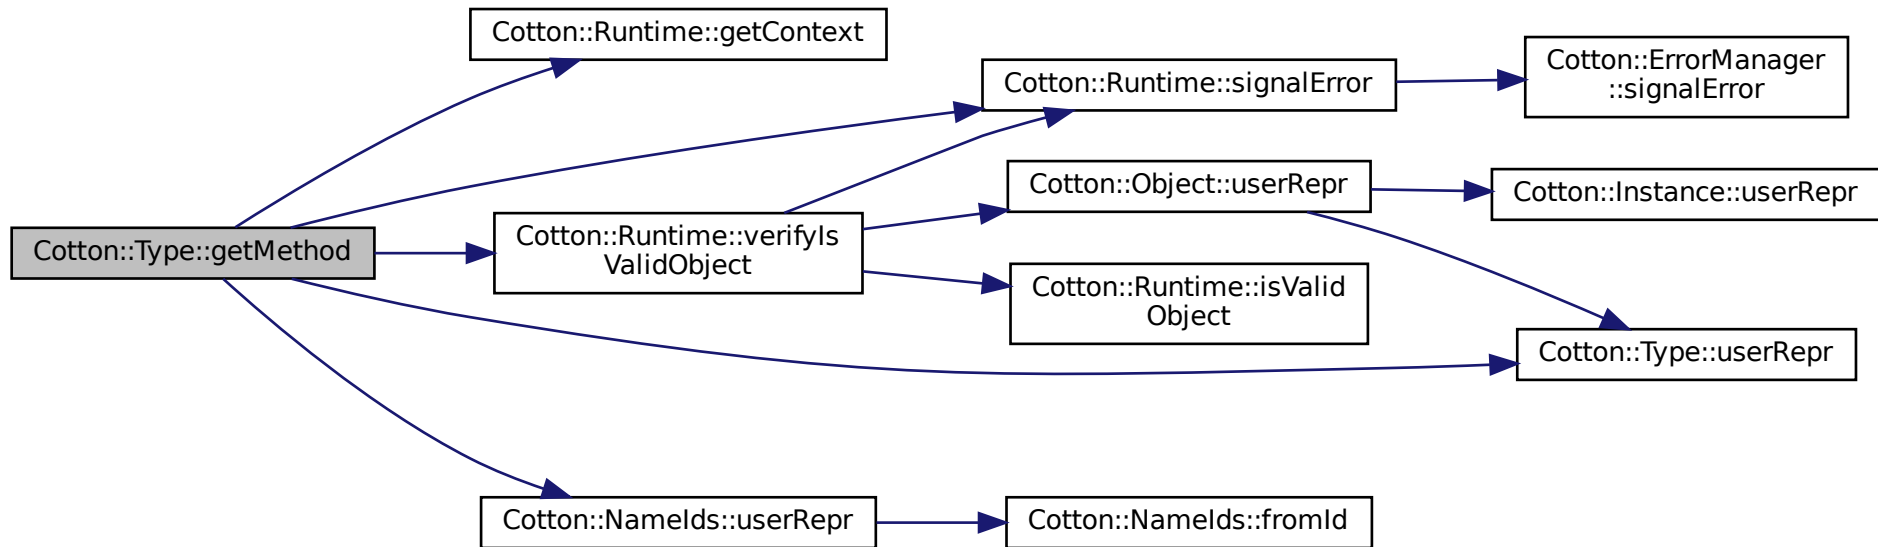 Cotton::Type::getMethod
Cotton::Runtime::getContext
Cotton::Runtime::signalError
Cotton::ErrorManager
::signalError
Cotton::Runtime::verifyIs
ValidObject
Cotton::Object::userRepr
Cotton::Instance::userRepr
Cotton::Runtime::isValid
Object
Cotton::Type::userRepr
Cotton::NameIds::userRepr
Cotton::NameIds::fromId